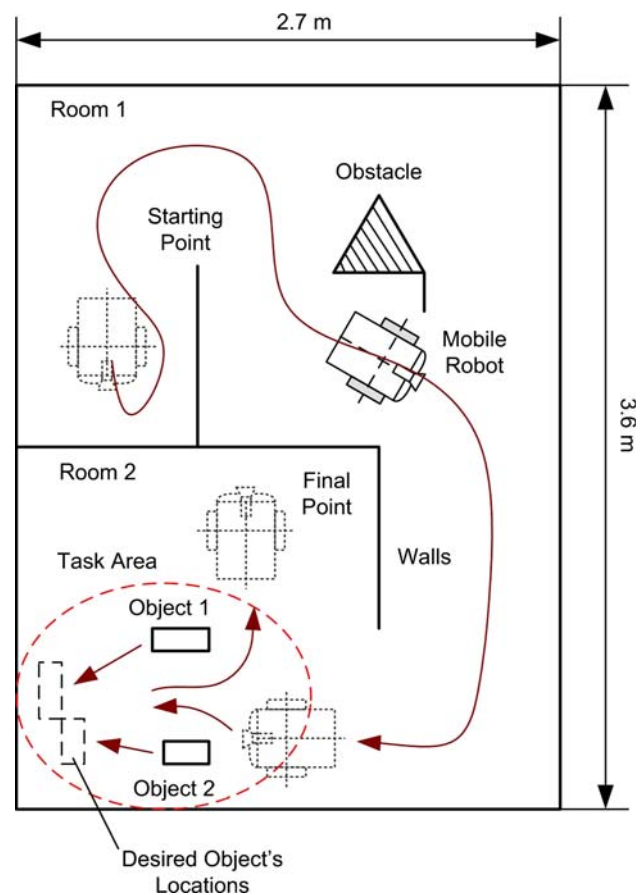 2.7 m
Room 1
Obstacle
Starting
Point
Mobile
Robot
3.6 m
Room 2
Final
Point
Task Area
Walls
Object 1
Object 2
Desired Object's
Locations